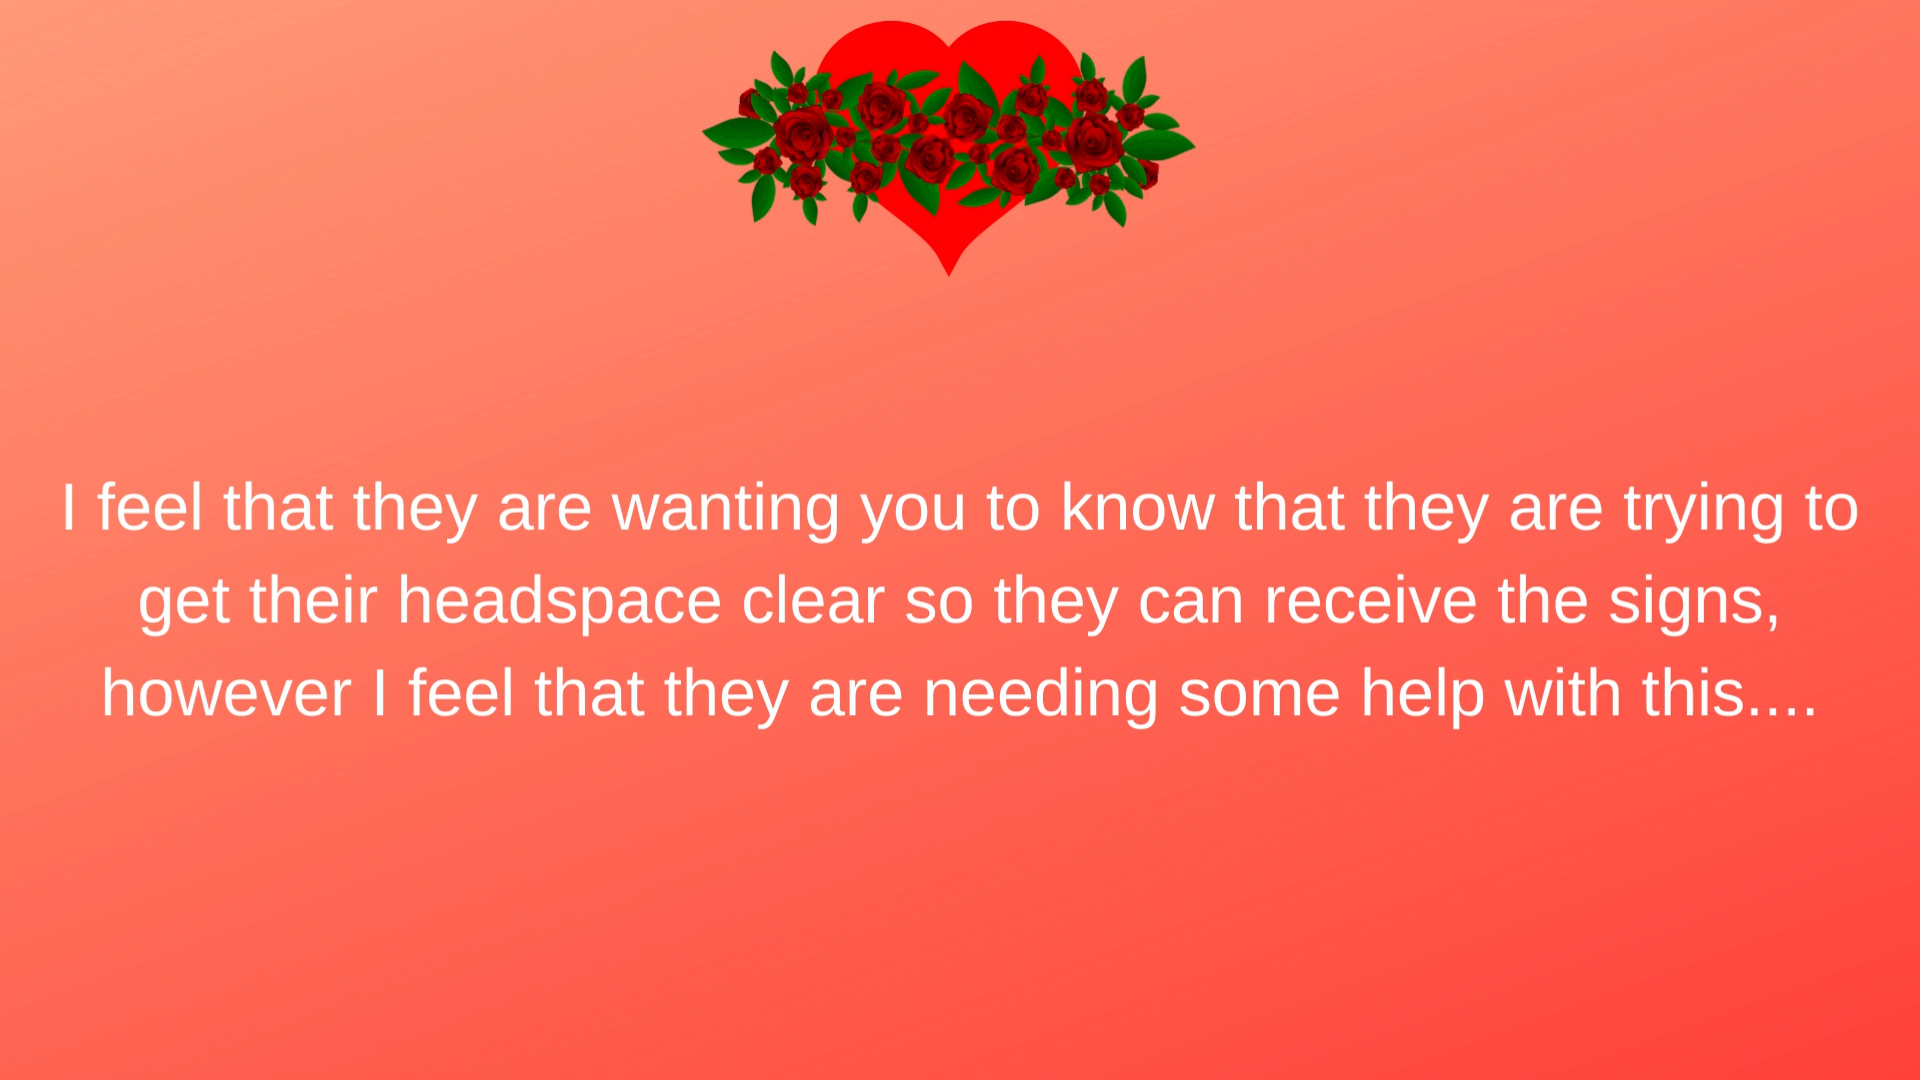 I feel that they are wanting you to know that they are trying to
get their headspace clear so they can receive the signs,
however I feel that they are needing some help with this....